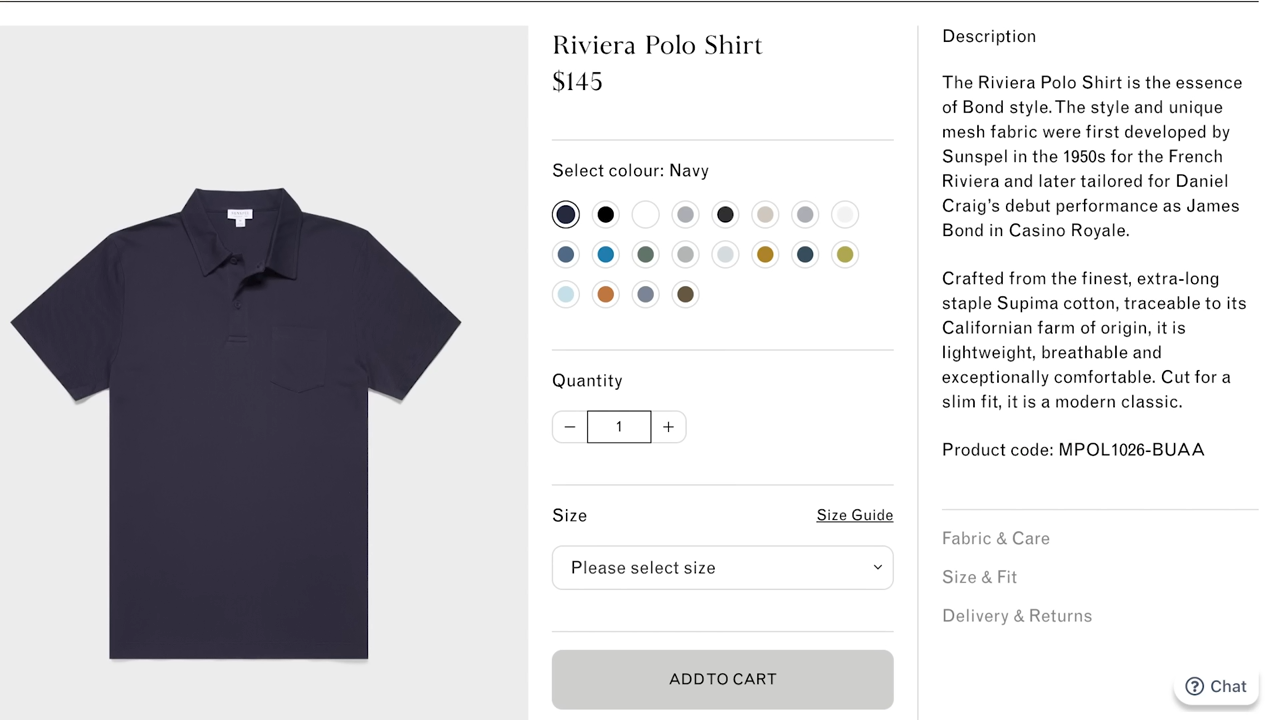 Riviera Polo Shirt
$145
Select colour: Navy
Quantity
− 1 +
Size Size Guide
Please select size
ADD TO CART
Description
The Riviera Polo Shirt is the essence
of Bond style. The style and unique
mesh fabric were first developed by
Sunspel in the 1950s for the French
Riviera and later tailored for Daniel
Craig's debut performance as James
Bond in Casino Royale.
Crafted from the finest, extra-long
staple Supima cotton, traceable to its
Californian farm of origin, it is
lightweight, breathable and
exceptionally comfortable. Cut for a
slim fit, it is a modern classic.
Product code: MPOL1026-BUAA
Fabric & Care
Size & Fit
Delivery & Returns
Chat